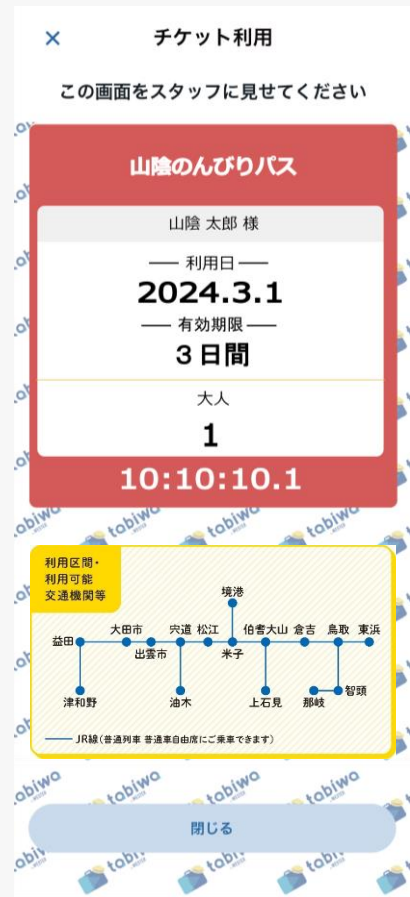 ×
チケット利用
この画面をスタッフに見せてください
山陰のんびりパス
山陰 太郎 様
利用日
2024.3.1
有効期限
3日間
大人
1
10:10:10.1
tobiwa tobiwa tobiwa
利用区間・
利用可能
交通機関等
境港
益田 大田市 宍道 松江 伯耆大山 倉吉 鳥取 東浜
出雲市 米子
津和野 油木 上石見 那岐 智頭
JR線(普通列車 普通車自由席にご乗車できます)
tobiwa tobiwa tobiwa
閉じる